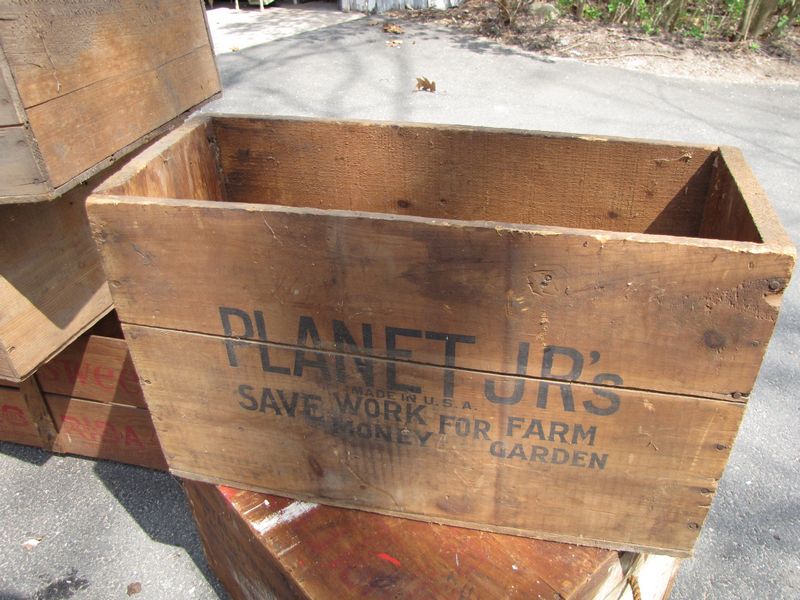 PLANET JR'S
MADE IN U.S.A.
SAVE WORK FOR FARM
MONEY GARDEN